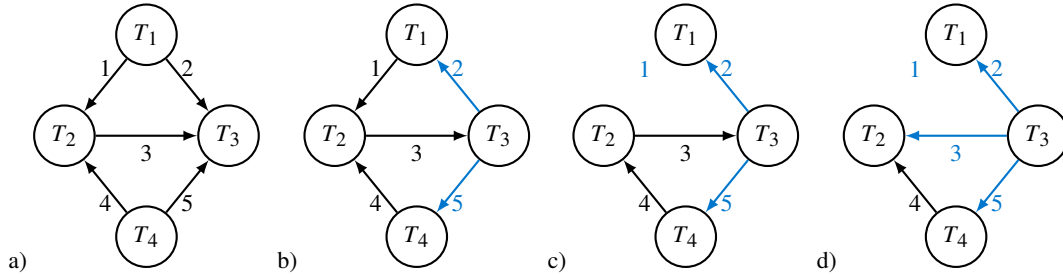 T1 T1 T1 T1
1 2 1 2 1 2 1 2
T2 T3 T2 T3 T2 T3 T2 T3
3 3 3 3
4 5 4 5 4 5 4 5
T4 T4 T4 T4
a) b) c) d)